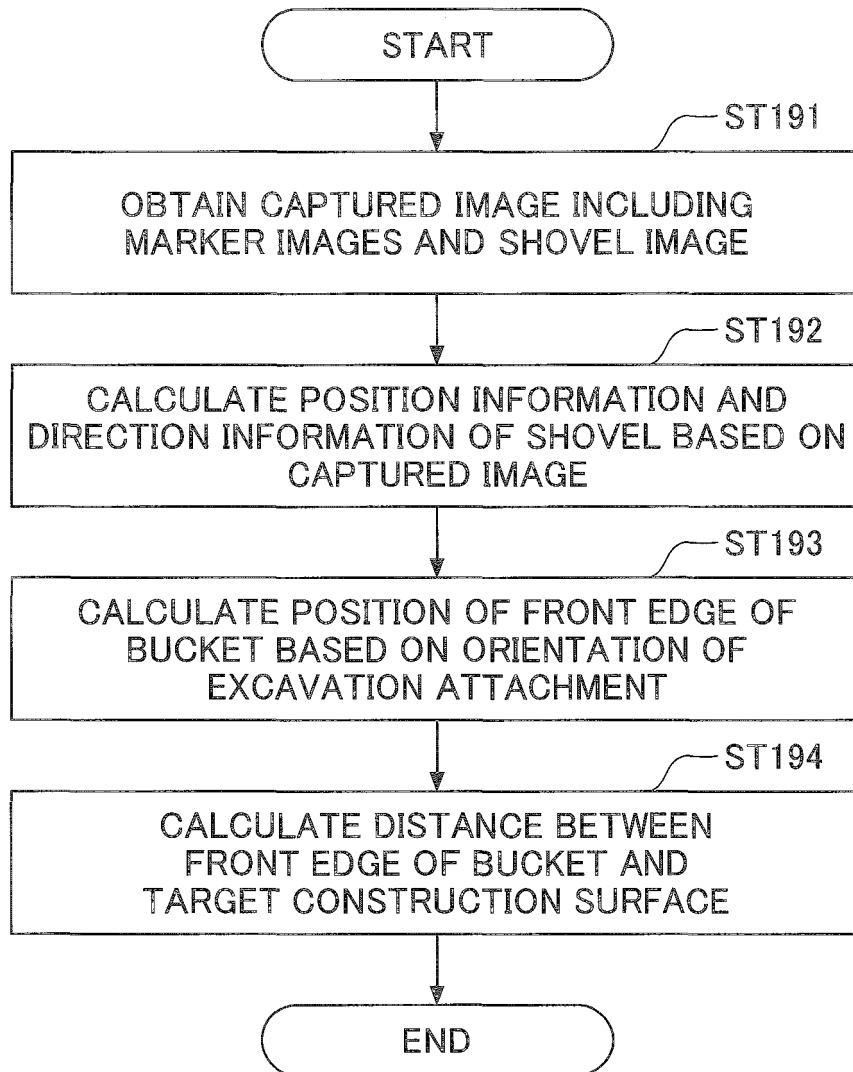 START
ST191
OBTAIN CAPTURED IMAGE INCLUDING
MARKER IMAGES AND SHOVEL IMAGE
ST192
CALCULATE POSITION INFORMATION AND
DIRECTION INFORMATION OF SHOVEL BASED ON
CAPTURED IMAGE
ST193
CALCULATE POSITION OF FRONT EDGE OF
BUCKET BASED ON ORIENTATION OF
EXCAVATION ATTACHMENT
ST194
CALCULATE DISTANCE BETWEEN
FRONT EDGE OF BUCKET AND
TARGET CONSTRUCTION SURFACE
END